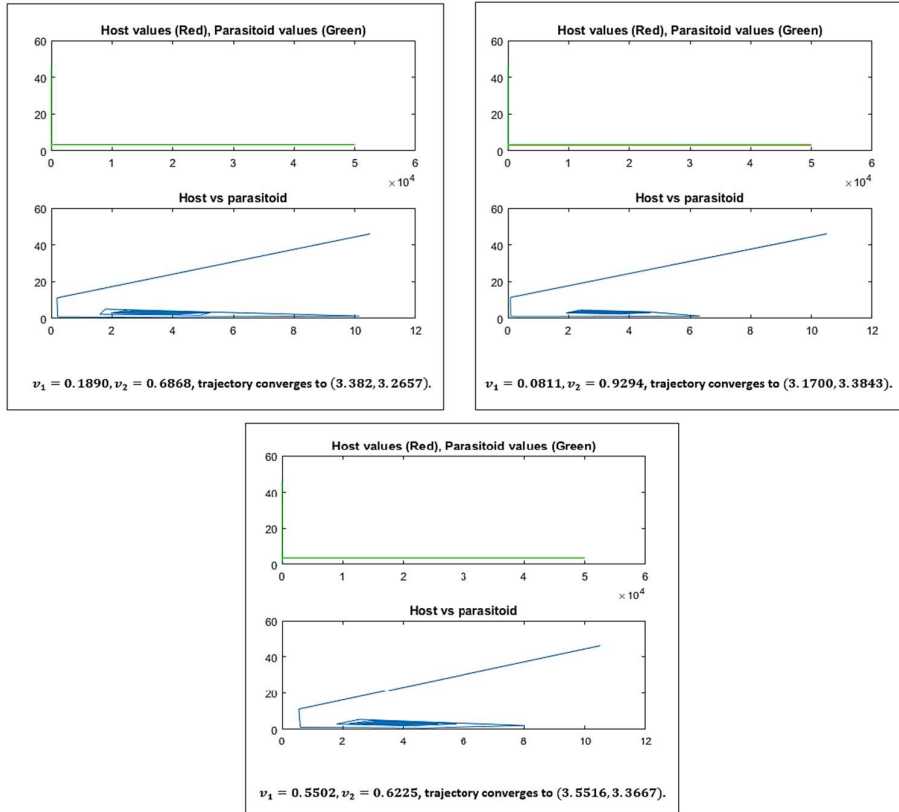 Host values (Red), Parasitoid values (Green)
60
40
20
0
0 1 2 3 4 5 6
×10⁴
Host vs parasitoid
60
40
20
0
0 2 4 6 8 10 12
v₁ = 0.1890, v₂ = 0.6868, trajectory converges to (3.382, 3.2657).
Host values (Red), Parasitoid values (Green)
60
40
20
0
0 1 2 3 4 5 6
×10⁴
Host vs parasitoid
60
40
20
0
0 2 4 6 8 10 12
v₁ = 0.0811, v₂ = 0.9294, trajectory converges to (3.1700, 3.3843).
Host values (Red), Parasitoid values (Green)
60
40
20
0
0 1 2 3 4 5 6
×10⁴
Host vs parasitoid
60
40
20
0
0 2 4 6 8 10 12
v₁ = 0.5502, v₂ = 0.6225, trajectory converges to (3.5516, 3.3667).